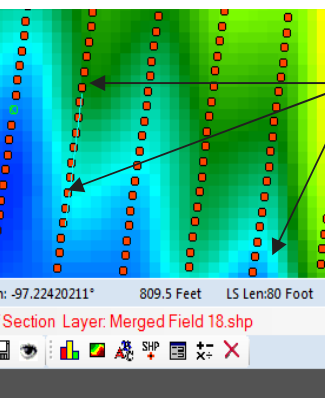 : -97.22420211° 809.5 Feet LS Len:80 Foot
Section Layer: Merged Field 18.shp
SHP